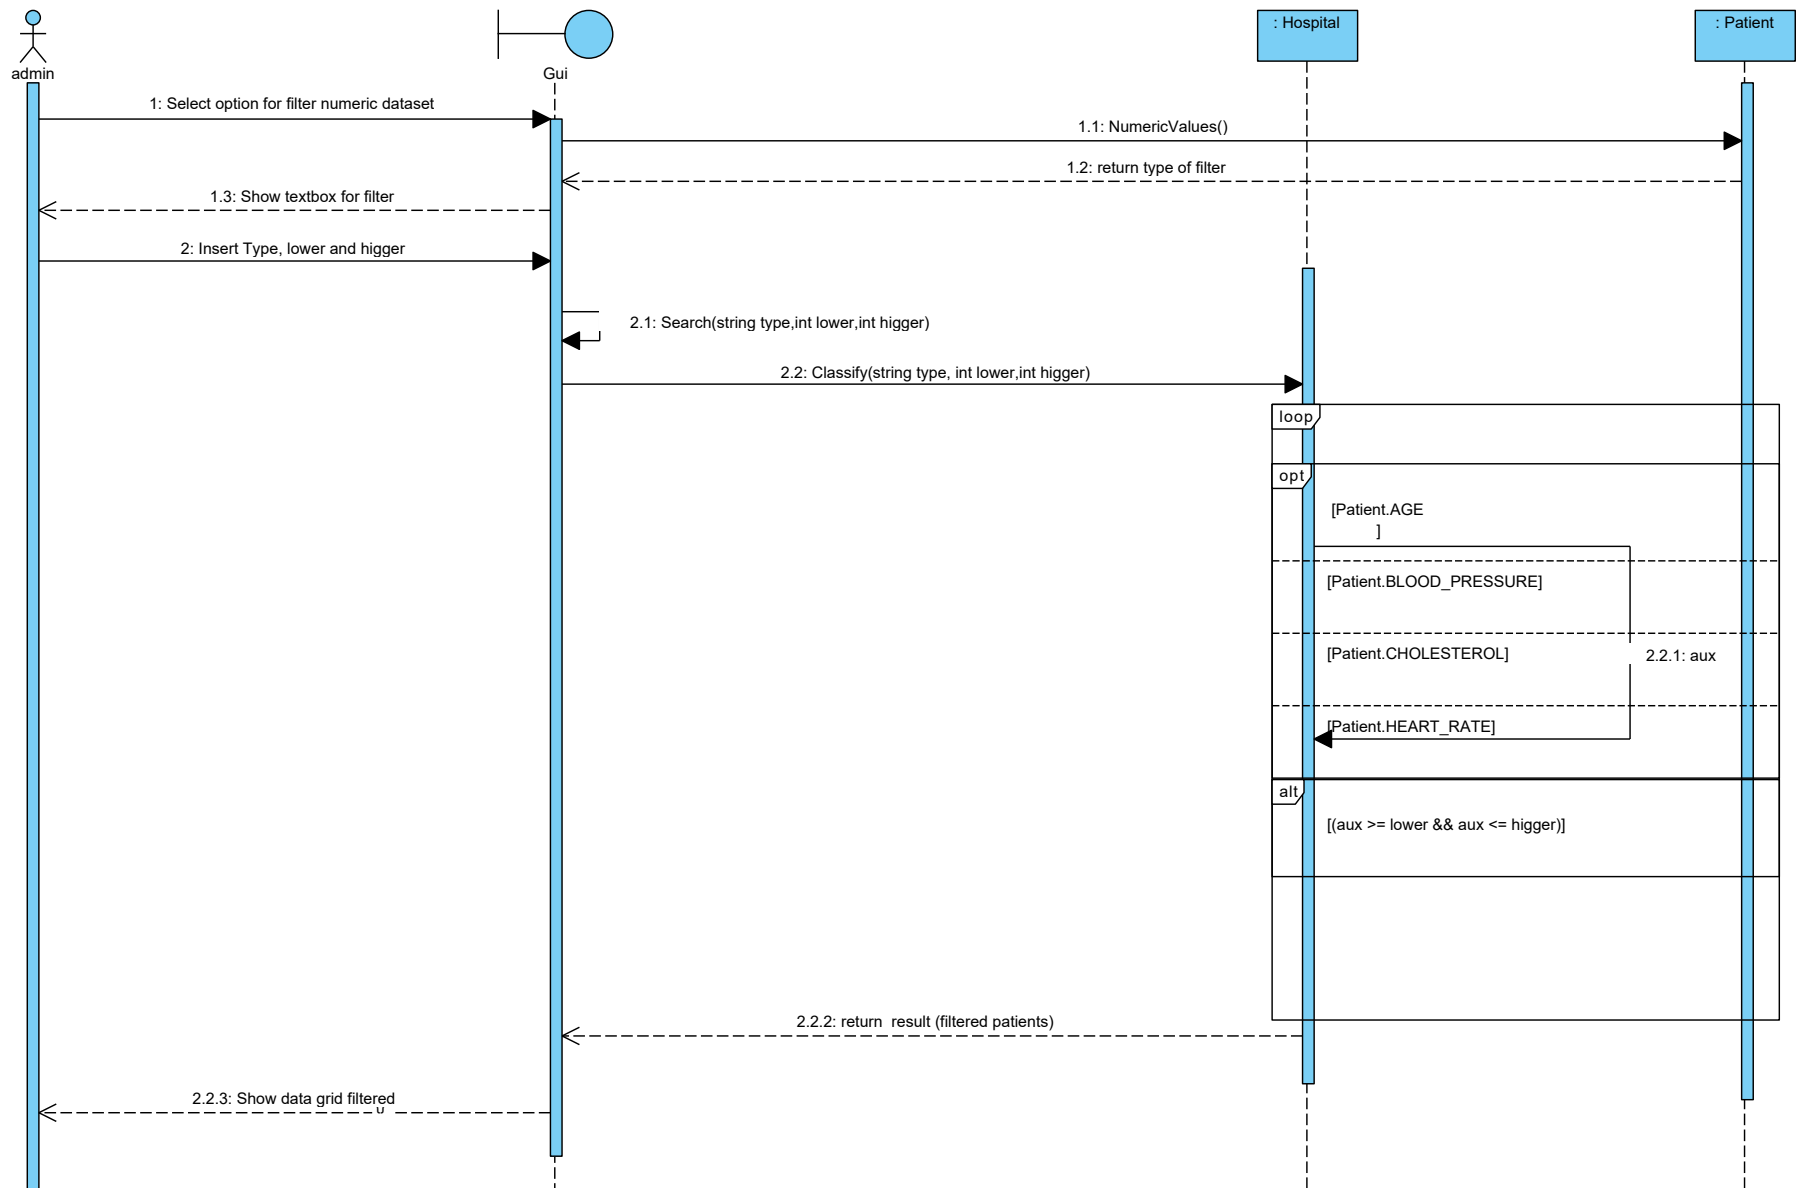 admin
Gui
: Hospital
: Patient
1: Select option for filter numeric dataset
1.1: NumericValues()
1.2: return type of filter
1.3: Show textbox for filter
2: Insert Type, lower and higger
2.1: Search(string type,int lower,int higger)
2.2: Classify(string type, int lower,int higger)
loop
opt
[Patient.AGE
]
[Patient.BLOOD_PRESSURE]
[Patient.CHOLESTEROL]
2.2.1: aux
[Patient.HEART_RATE]
alt
[(aux >= lower && aux <= higger)]
2.2.2: return  result (filtered patients)
2.2.3: Show data grid filtered